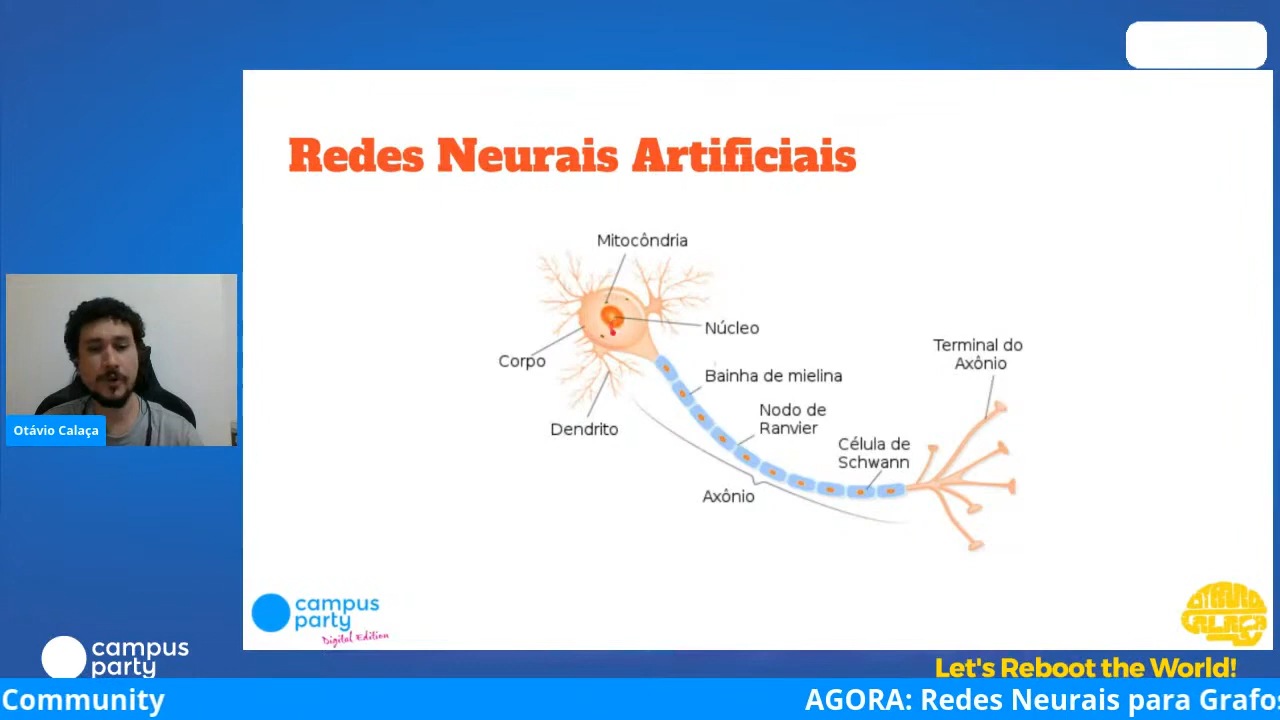 Redes Neurais Artificiais
Mitocôndria
Núcleo
Corpo
Bainha de mielina
Dendrito
Nodo de
Ranvier
Célula de
Schwann
Axônio
Terminal do
Axônio
Otávio Calaça
campus
party
Digital Edition
OTAVIO
CALAÇA
campus
party
Let's Reboot the World!
Community
AGORA: Redes Neurais para Grafos